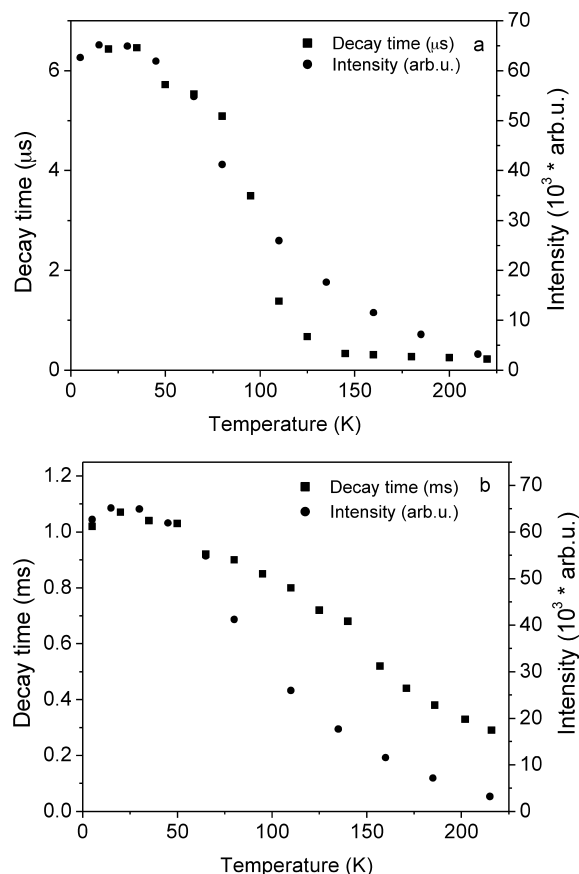 a
Decay time (μs)
Intensity (arb.u.)
6
4
2
0
Decay time (μs)
70
60
50
40
30
20
10
0
Intensity (10³ * arb.u.)
0 50 100 150 200
Temperature (K)
b
Decay time (ms)
Intensity (arb.u.)
1.2
1.0
0.8
0.6
0.4
0.2
0.0
Decay time (ms)
70
60
50
40
30
20
10
0
Intensity (10³ * arb.u.)
0 50 100 150 200
Temperature (K)